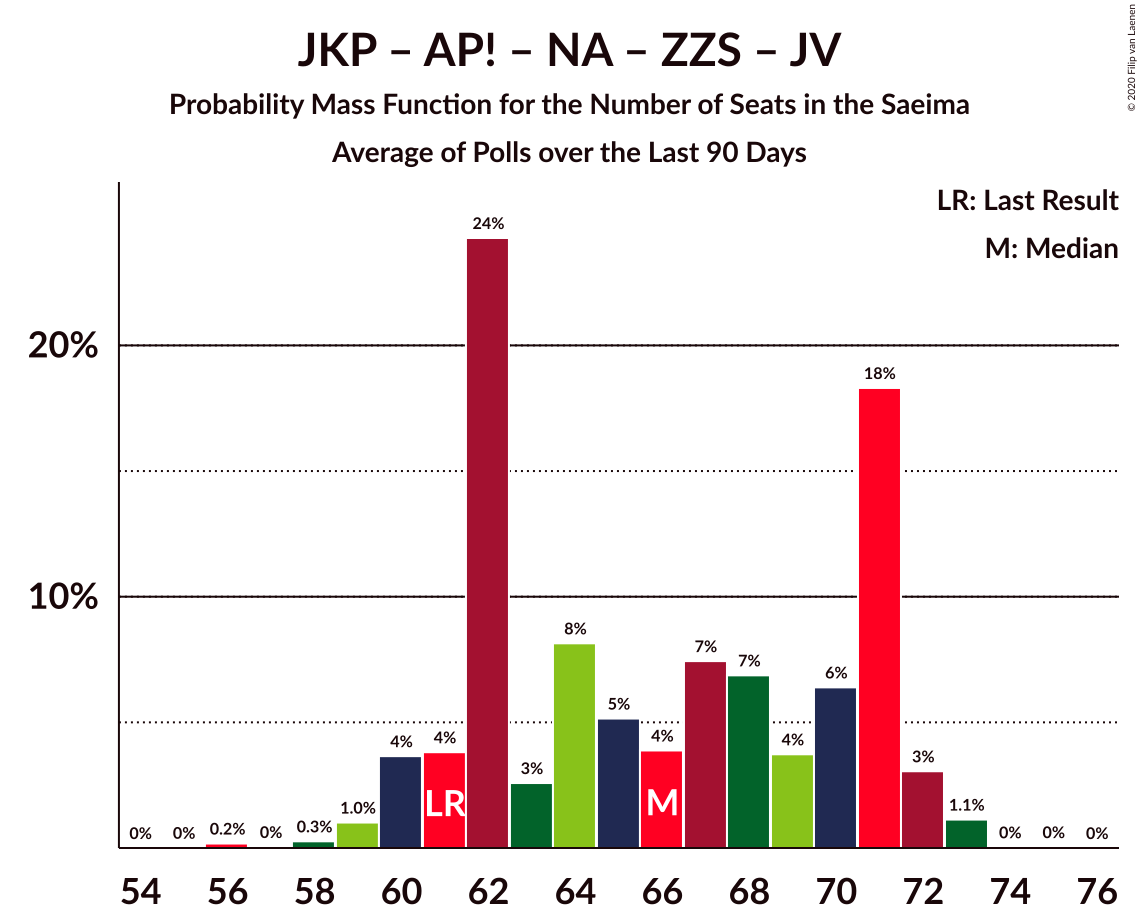 JKP – AP! – NA – ZZS – JV
Probability Mass Function for the Number of Seats in the Saeima
Average of Polls over the Last 90 Days
© 2020 Filip van Laenen
LR: Last Result
M: Median
20%
10%
0% 0% 0.2% 0% 0.3% 1.0% 4% 4% 24% 3% 8% 5% 4% 7% 7% 4% 6% 18% 3% 1.1% 0% 0% 0%
LR M
54 56 58 60 62 64 66 68 70 72 74 76